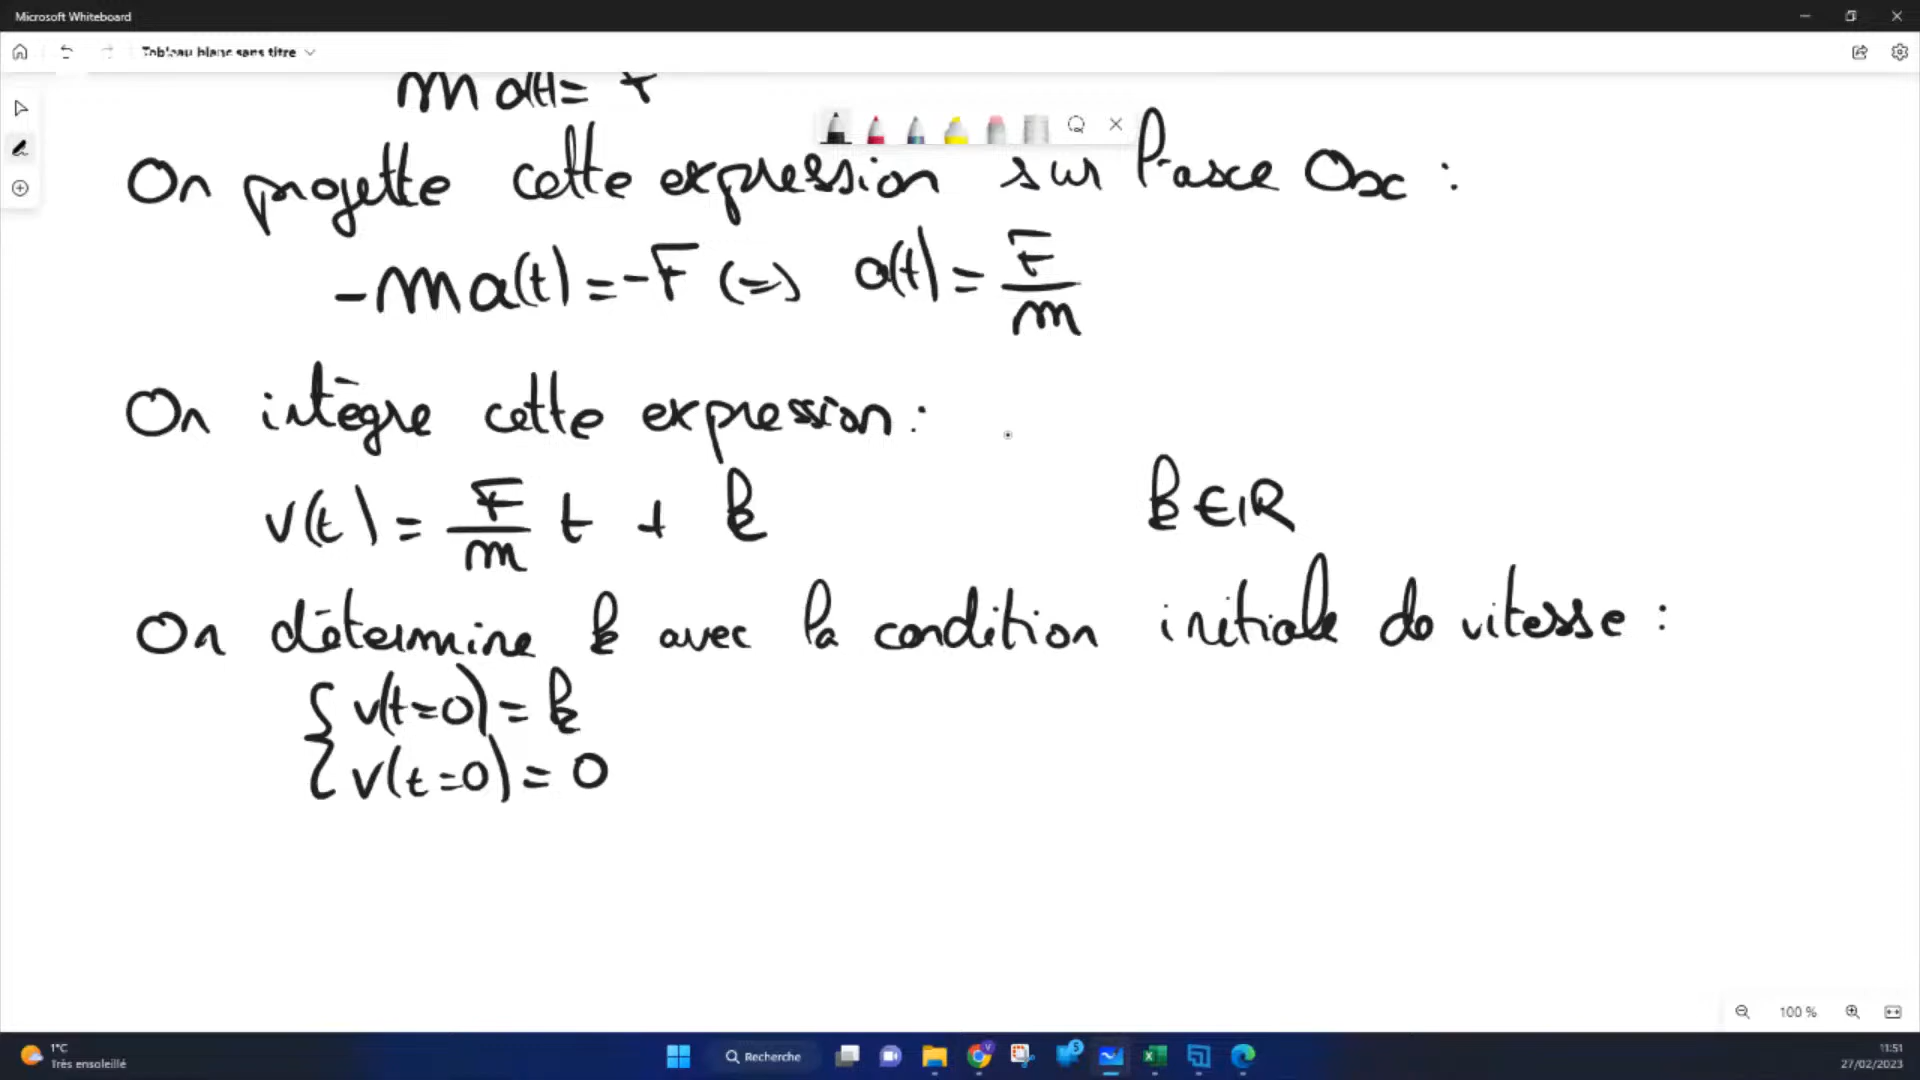 Microsoft Whiteboard
Tableau blanc sans titre
m a(t) = F
On projette cette expression sur l'axe Ox :
- m a(t) = - F (=) a(t) = F/m
On intègre cette expression :
v(t) = F/m t + k k ∈ IR
On détermine k avec la condition initiale de vitesse :
{ v(t=0) = k
{ v(t=0) = 0
100 %
1°C
Très ensoleillé
Recherche
5
11:51
27/02/2023